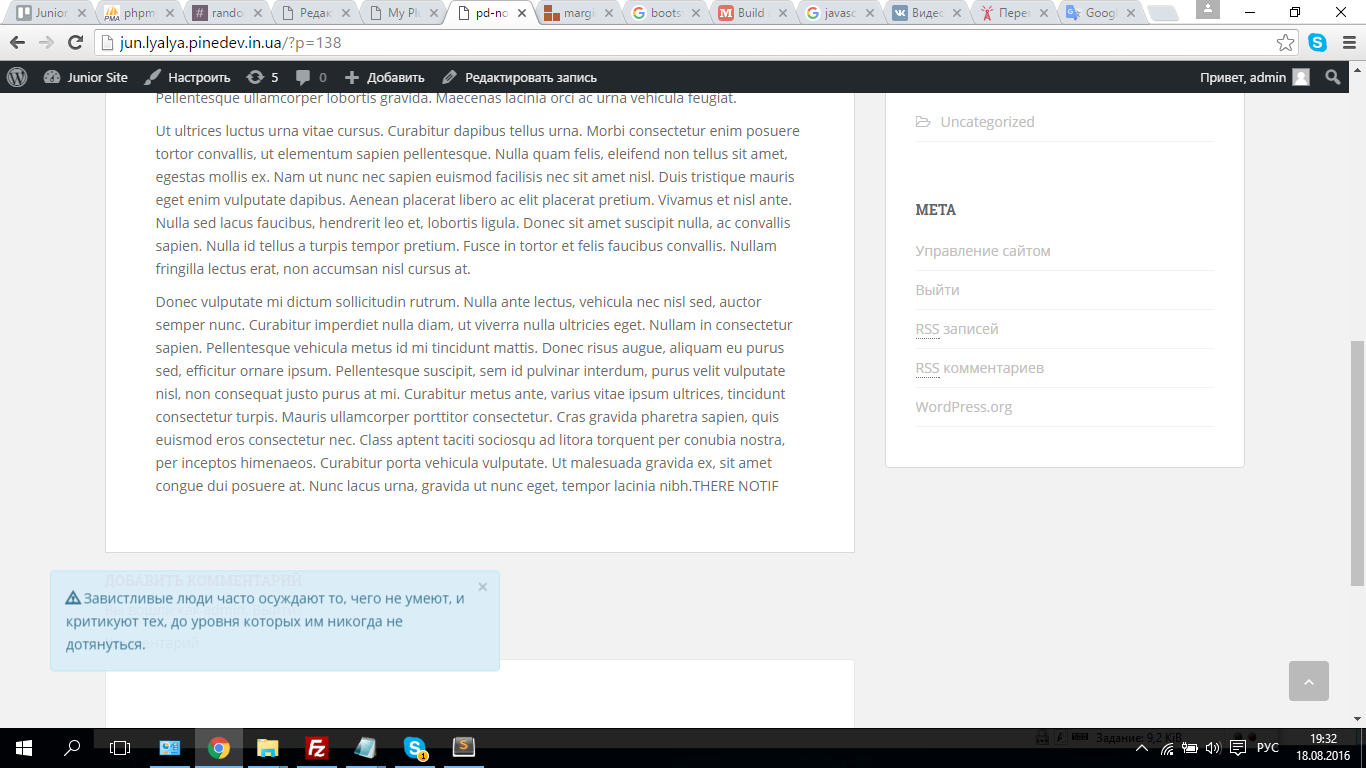 Junior
phpm
rando
Редак
My Plu
pd-no
margi
bootst
Build a
javasc
Видео
Перев
Googl
jun.lyalya.pinedev.in.ua/?p=138
Junior Site
Настроить
5
0
Добавить
Редактировать запись
Привет, admin
Pellentesque ullamcorper lobortis gravida. Maecenas lacinia orci ac urna vehicula feugiat.
Ut ultrices luctus urna vitae cursus. Curabitur dapibus tellus urna. Morbi consectetur enim posuere
tortor convallis, ut elementum sapien pellentesque. Nulla quam felis, eleifend non tellus sit amet,
egestas mollis ex. Nam ut nunc nec sapien euismod facilisis nec sit amet nisl. Duis tristique mauris
eget enim vulputate dapibus. Aenean placerat libero ac elit placerat pretium. Vivamus et nisl ante.
Nulla sed lacus faucibus, hendrerit leo et, lobortis ligula. Donec sit amet suscipit nulla, ac convallis
sapien. Nulla id tellus a turpis tempor pretium. Fusce in tortor et felis faucibus convallis. Nullam
fringilla lectus erat, non accumsan nisl cursus at.
Donec vulputate mi dictum sollicitudin rutrum. Nulla ante lectus, vehicula nec nisl sed, auctor
semper nunc. Curabitur imperdiet nulla diam, ut viverra nulla ultricies eget. Nullam in consectetur
sapien. Pellentesque vehicula metus id mi tincidunt mattis. Donec risus augue, aliquam eu purus
sed, efficitur ornare ipsum. Pellentesque suscipit, sem id pulvinar interdum, purus velit vulputate
nisl, non consequat justo purus at mi. Curabitur metus ante, varius vitae ipsum ultrices, tincidunt
consectetur turpis. Mauris ullamcorper porttitor consectetur. Cras gravida pharetra sapien, quis
euismod eros consectetur nec. Class aptent taciti sociosqu ad litora torquent per conubia nostra,
per inceptos himenaeos. Curabitur porta vehicula vulputate. Ut malesuada gravida ex, sit amet
congue dui posuere at. Nunc lacus urna, gravida ut nunc eget, tempor lacinia nibh.THERE NOTIF
Uncategorized
META
Управление сайтом
Выйти
RSS записей
RSS комментариев
WordPress.org
ДОБАВИТЬ КОММЕНТАРИЙ
Завистливые люди часто осуждают то, чего не умеют, и
критикуют тех, до уровня которых им никогда не
дотянуться.
Задание: 9,2 KiB
РУС
19:32
18.08.2016